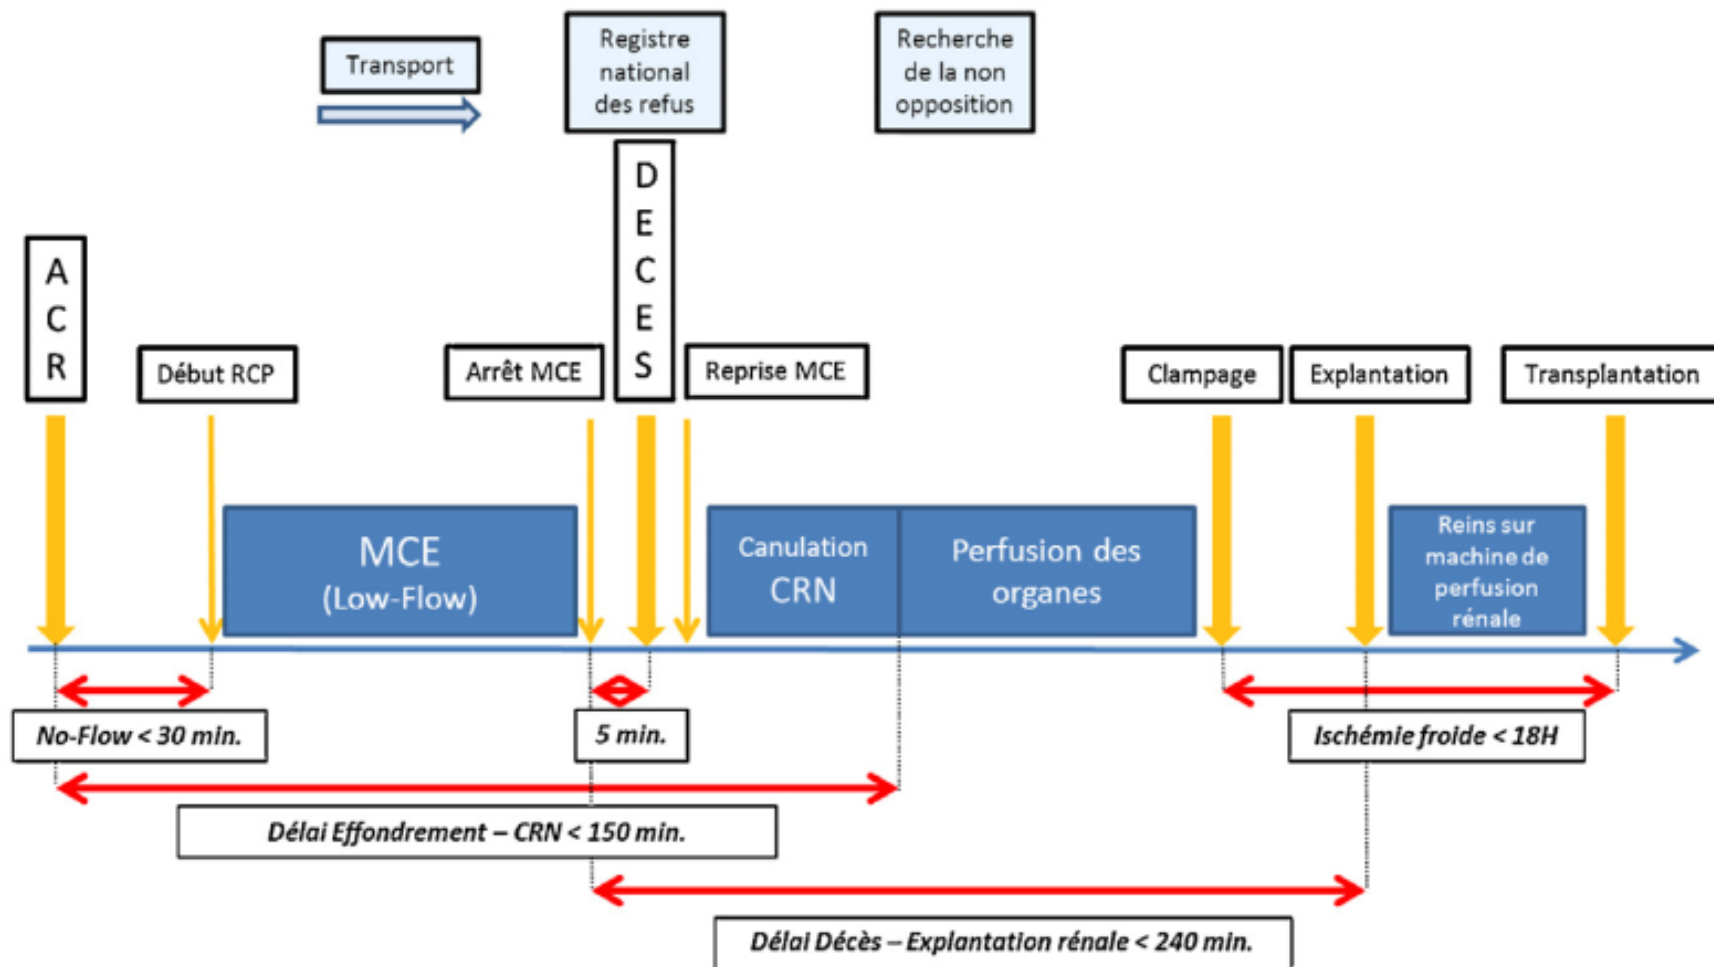 Transport
Registre
national
des refus
Recherche
de la non
opposition
D
E
C
E
S
A
C
R
Début RCP
Arrêt MCE
Reprise MCE
Clampage
Explantation
Transplantation
MCE
(Low-Flow)
Canulation
CRN
Perfusion des
organes
Reins sur
machine de
perfusion
rénale
No-Flow < 30 min.
5 min.
Ischémie froide < 18H
Délai Effondrement – CRN < 150 min.
Délai Décès – Explantation rénale < 240 min.